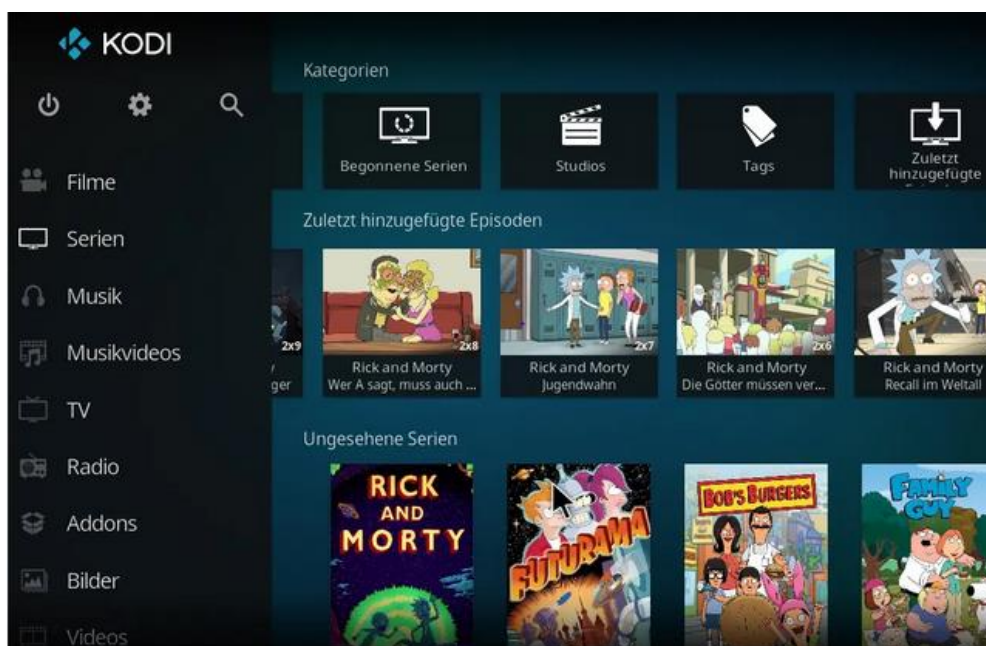 KODI
Filme
Serien
Musik
Musikvideos
TV
Radio
Addons
Bilder
Videos
Kategorien
Begonnene Serien
Studios
Tags
Zuletzt
hinzugefügte
Zuletzt hinzugefügte Episoden
2x9
2x8
2x7
2x6
y
ger
Rick and Morty
Wer A sagt, muss auch ...
Rick and Morty
Jugendwahn
Rick and Morty
Die Götter müssen ver...
Rick and Morty
Recall im Weltall
Ungesehene Serien
RICK
AND
MORTY
FUTURAMA
BOB'S BURGERS
FAMILY
GUY